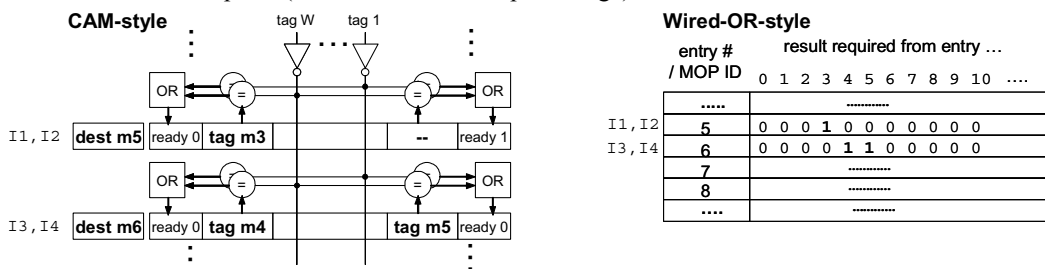 CAM-style
tag W ... tag 1
OR = = OR
I1,I2 dest m5 ready 0 tag m3 -- ready 1
OR = = OR
I3,I4 dest m6 ready 0 tag m4 tag m5 ready 0
Wired-OR-style
entry # / MOP ID
result required from entry ...
0 1 2 3 4 5 6 7 8 9 10 ....
.....
I1,I2 5 0 0 0 1 0 0 0 0 0 0 0
I3,I4 6 0 0 0 0 1 1 0 0 0 0 0
7
8
....